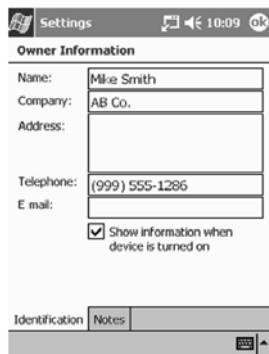 Settings 10:09 ok
Owner Information
Name: Mike Smith
Company: AB Co.
Address:
Telephone: (999) 555-1286
E mail:
Show information when
device is turned on
Identification Notes